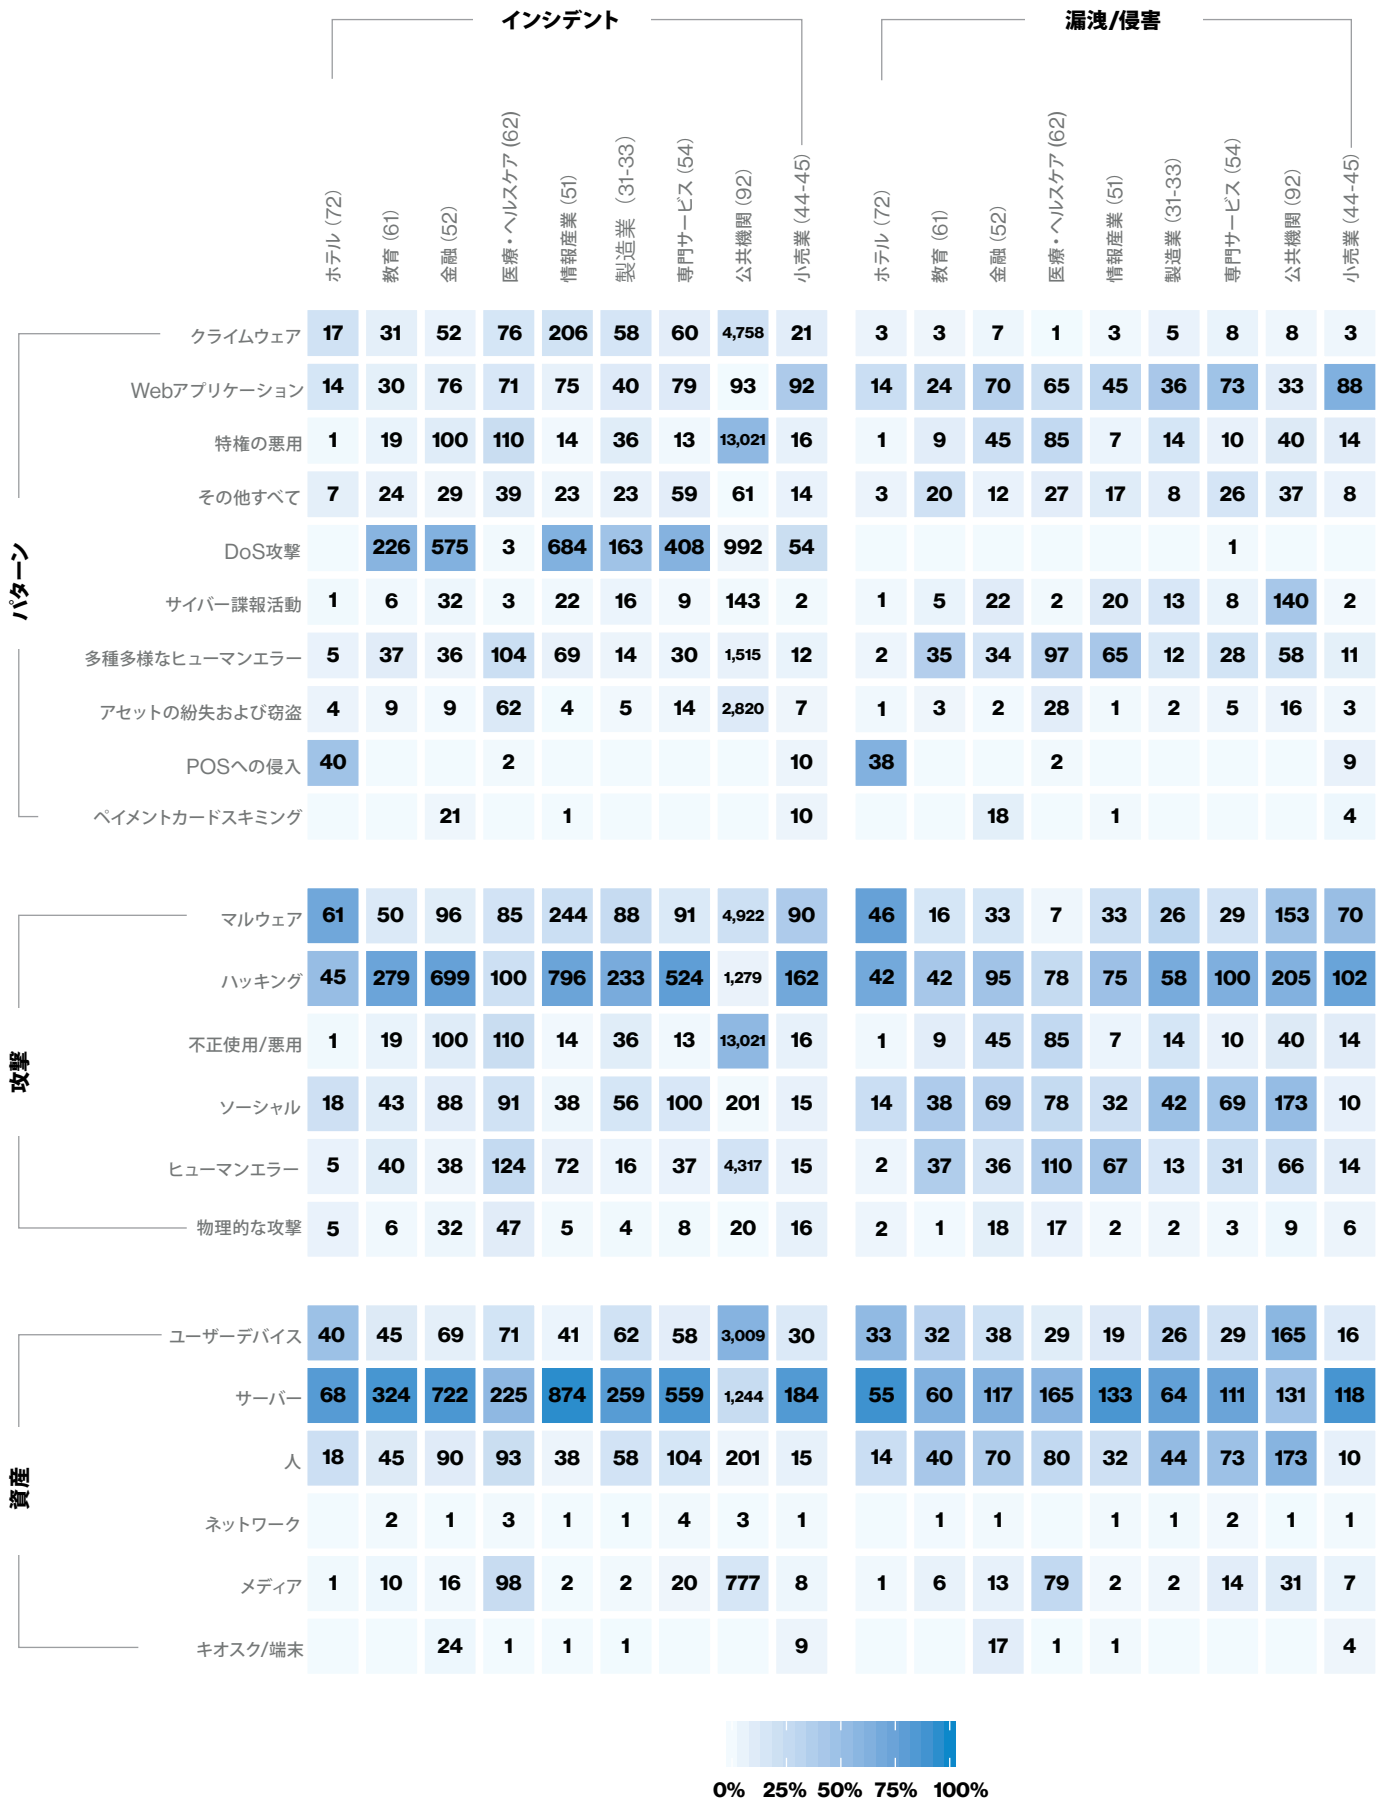 インシデント 漏洩/侵害
ホテル (72) 教育 (61) 金融 (52) 医療・ヘルスケア (62) 情報産業 (51) 製造業 (31-33) 専門サービス (54) 公共機関 (92) 小売業 (44-45) ホテル (72) 教育 (61) 金融 (52) 医療・ヘルスケア (62) 情報産業 (51) 製造業 (31-33) 専門サービス (54) 公共機関 (92) 小売業 (44-45)
パターン
クライムウェア 17 31 52 76 206 58 60 4,758 21 3 3 7 1 3 5 8 8 3
Webアプリケーション 14 30 76 71 75 40 79 93 92 14 24 70 65 45 36 73 33 88
特権の悪用 1 19 100 110 14 36 13 13,021 16 1 9 45 85 7 14 10 40 14
その他すべて 7 24 29 39 23 23 59 61 14 3 20 12 27 17 8 26 37 8
DoS攻撃 226 575 3 684 163 408 992 54 1
サイバー諜報活動 1 6 32 3 22 16 9 143 2 1 5 22 2 20 13 8 140 2
多種多様なヒューマンエラー 5 37 36 104 69 14 30 1,515 12 2 35 34 97 65 12 28 58 11
アセットの紛失および窃盗 4 9 9 62 4 5 14 2,820 7 1 3 2 28 1 2 5 16 3
POSへの侵入 40 2 10 38 2 9
ペイメントカードスキミング 21 1 10 18 1 4
攻撃
マルウェア 61 50 96 85 244 88 91 4,922 90 46 16 33 7 33 26 29 153 70
ハッキング 45 279 699 100 796 233 524 1,279 162 42 42 95 78 75 58 100 205 102
不正使用/悪用 1 19 100 110 14 36 13 13,021 16 1 9 45 85 7 14 10 40 14
ソーシャル 18 43 88 91 38 56 100 201 15 14 38 69 78 32 42 69 173 10
ヒューマンエラー 5 40 38 124 72 16 37 4,317 15 2 37 36 110 67 13 31 66 14
物理的な攻撃 5 6 32 47 5 4 8 20 16 2 1 18 17 2 2 3 9 6
資産
ユーザーデバイス 40 45 69 71 41 62 58 3,009 30 33 32 38 29 19 26 29 165 16
サーバー 68 324 722 225 874 259 559 1,244 184 55 60 117 165 133 64 111 131 118
人 18 45 90 93 38 58 104 201 15 14 40 70 80 32 44 73 173 10
ネットワーク 2 1 3 1 1 4 3 1 1 1 1 1 2 1 1
メディア 1 10 16 98 2 2 20 777 8 1 6 13 79 2 2 14 31 7
キオスク/端末 24 1 1 1 9 17 1 1 4
0% 25% 50% 75% 100%